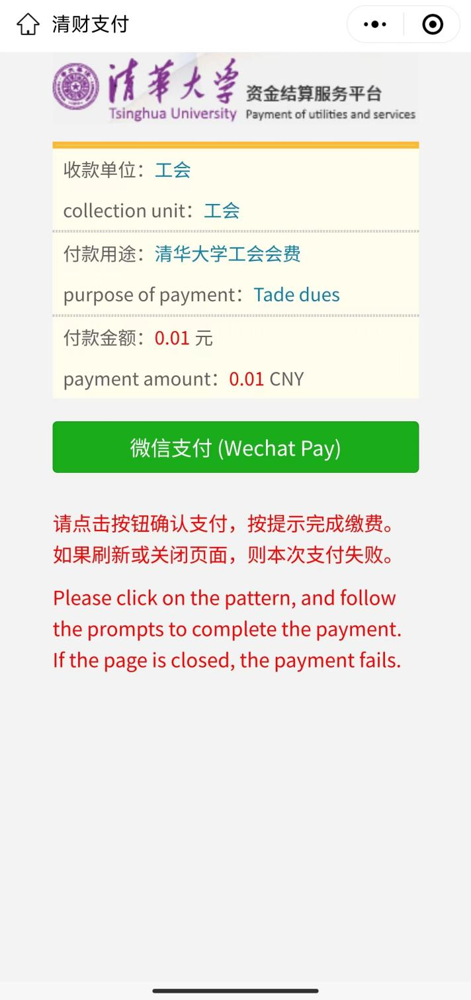 清财支付
清華大学
资金结算服务平台
Tsinghua University
Payment of utilities and services
收款单位：工会
collection unit：工会
付款用途：清华大学工会会费
purpose of payment：Tade dues
付款金额：0.01 元
payment amount：0.01 CNY
微信支付 (Wechat Pay)
请点击按钮确认支付，按提示完成缴费。
如果刷新或关闭页面，则本次支付失败。
Please click on the pattern, and follow
the prompts to complete the payment.
If the page is closed, the payment fails.